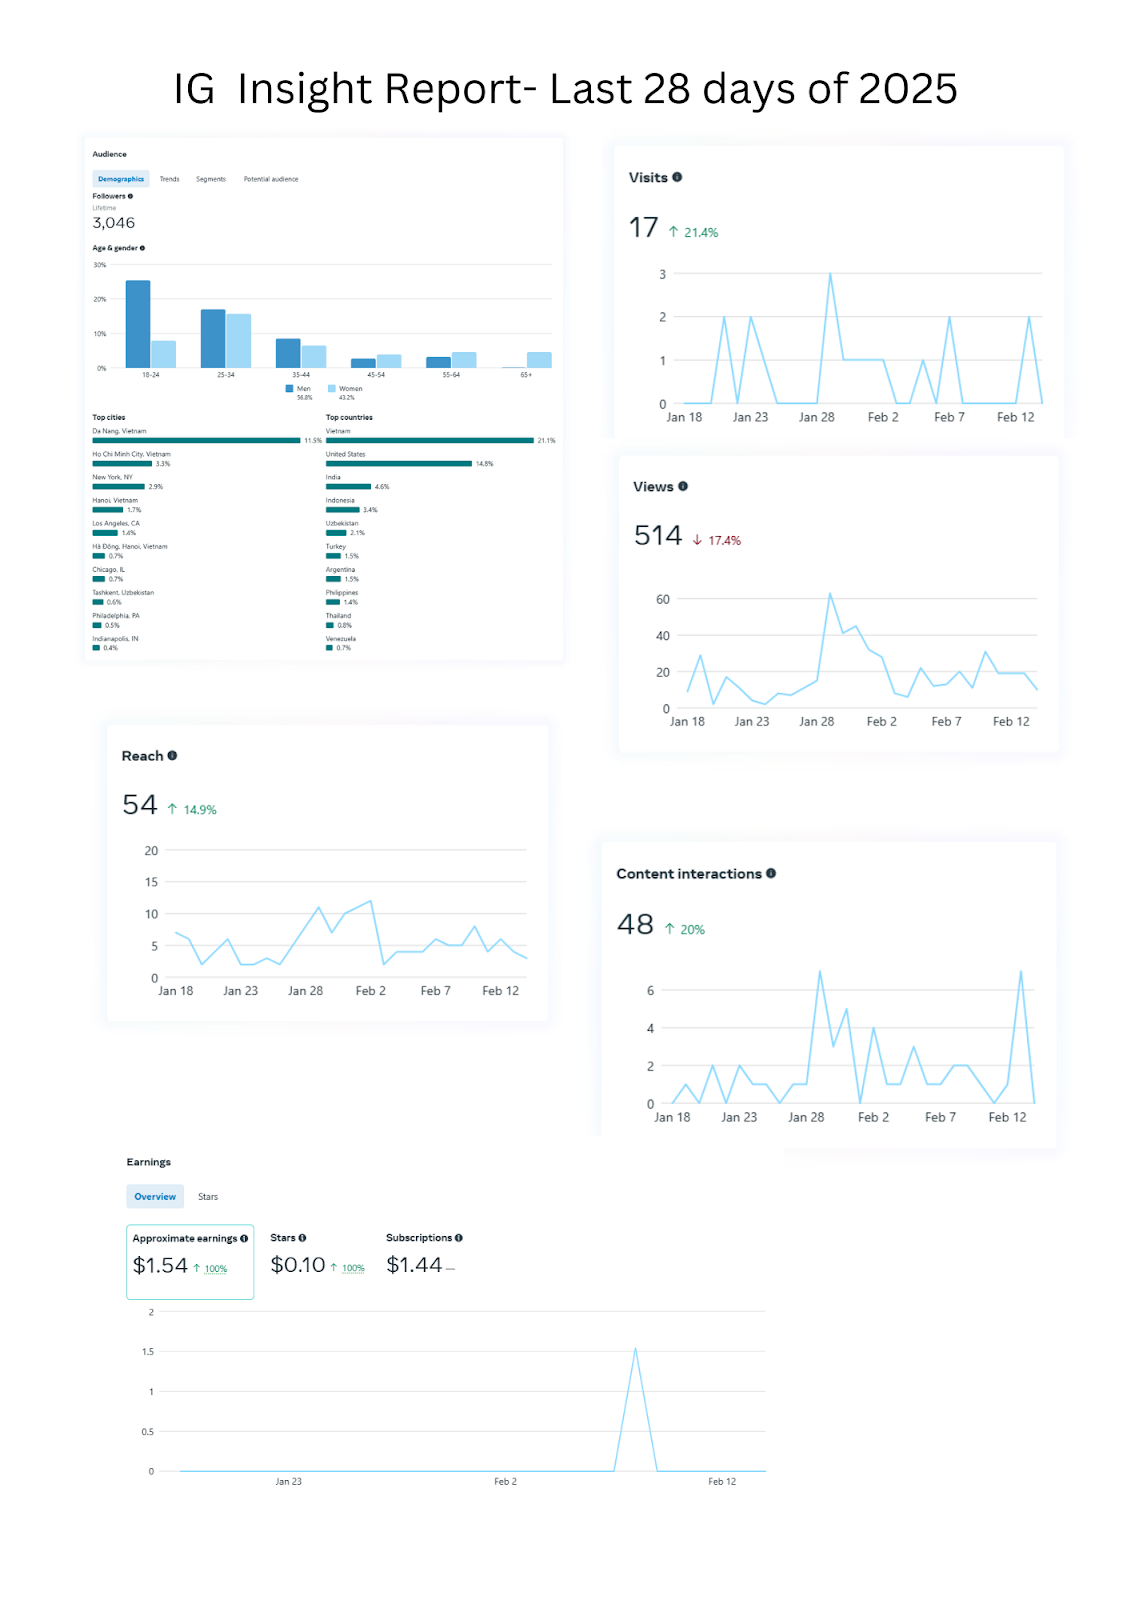 IG  Insight Report- Last 28 days of 2025
Audience
Demographics Trends Segments Potential audience
Followers
Lifetime
3,046
Age & gender
30%
20%
10%
0%
18-24 25-34 35-44 45-54 55-64 65+
Men Women
56.8% 43.2%
Top cities
Da Nang, Vietnam
11.5%
Ho Chi Minh City, Vietnam
3.3%
New York, NY
2.9%
Hanoi, Vietnam
1.7%
Los Angeles, CA
1.4%
Hà Đông, Hanoi, Vietnam
0.7%
Chicago, IL
0.7%
Tashkent, Uzbekistan
0.6%
Philadelphia, PA
0.5%
Indianapolis, IN
0.4%
Top countries
Vietnam
21.1%
United States
14.8%
India
4.6%
Indonesia
3.4%
Uzbekistan
2.1%
Turkey
1.5%
Argentina
1.5%
Philippines
1.4%
Thailand
0.8%
Venezuela
0.7%
Visits
17 ↑ 21.4%
3
2
1
0
Jan 18 Jan 23 Jan 28 Feb 2 Feb 7 Feb 12
Views
514 ↓ 17.4%
60
40
20
0
Jan 18 Jan 23 Jan 28 Feb 2 Feb 7 Feb 12
Reach
54 ↑ 14.9%
20
15
10
5
0
Jan 18 Jan 23 Jan 28 Feb 2 Feb 7 Feb 12
Content interactions
48 ↑ 20%
6
4
2
0
Jan 18 Jan 23 Jan 28 Feb 2 Feb 7 Feb 12
Earnings
Overview Stars
Approximate earnings Stars Subscriptions
$1.54 ↑ 100% $0.10 ↑ 100% $1.44 —
2
1.5
1
0.5
0
Jan 23 Feb 2 Feb 12